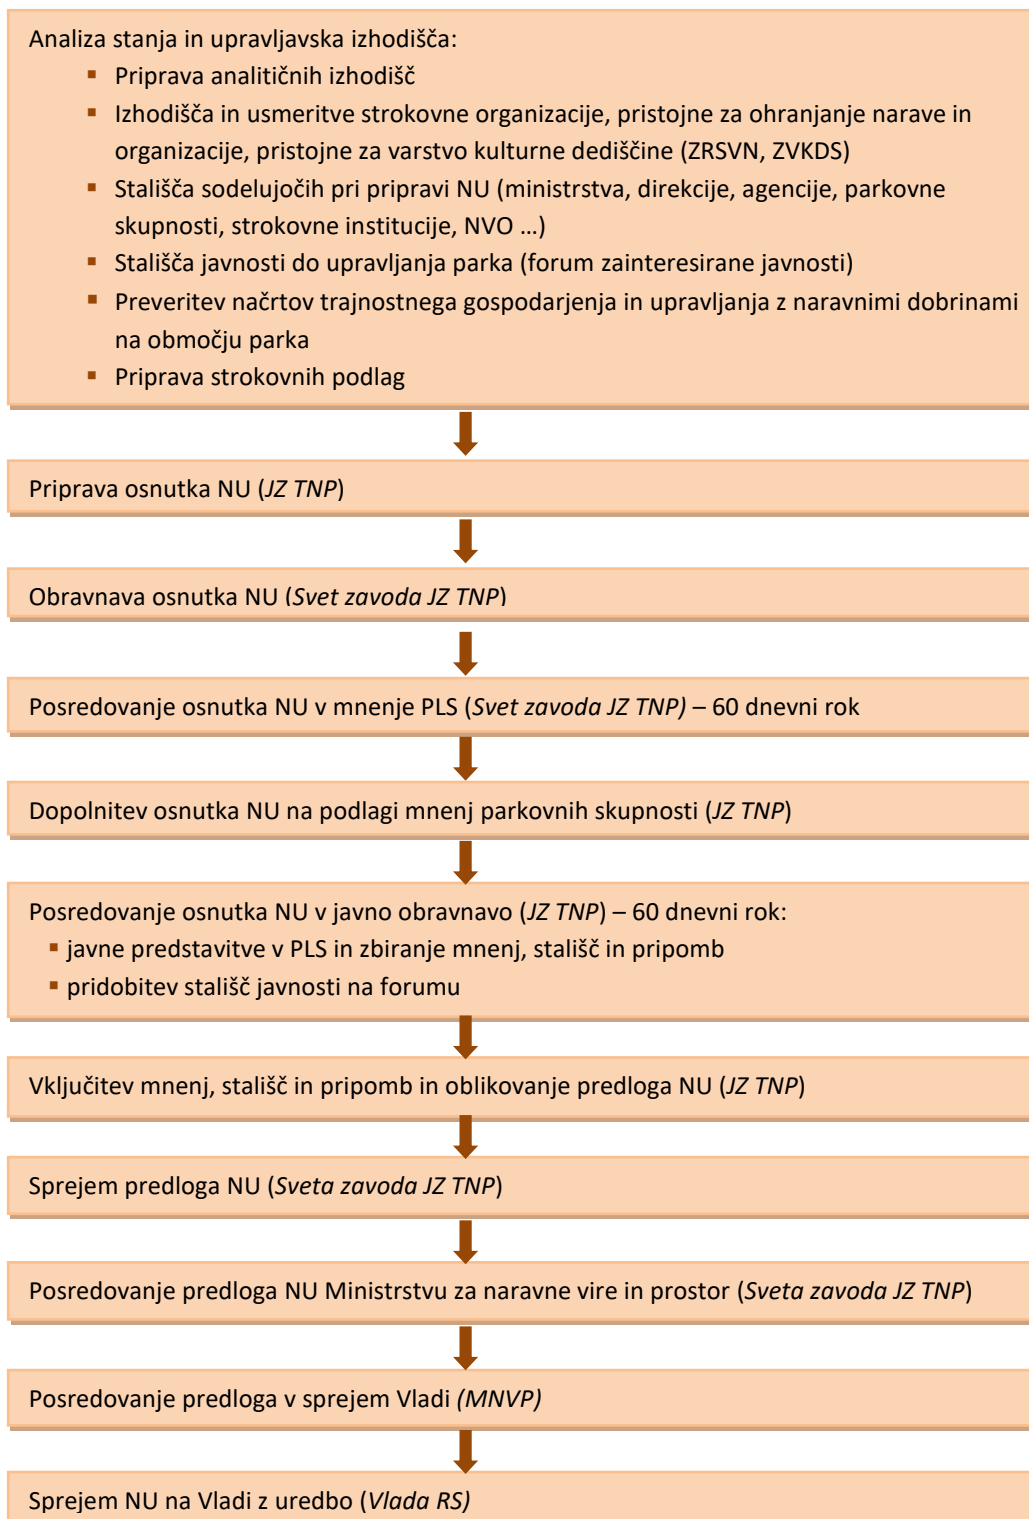 Analiza stanja in upravljavska izhodišča:
▪ Priprava analitičnih izhodišč
▪ Izhodišča in usmeritve strokovne organizacije, pristojne za ohranjanje narave in
organizacije, pristojne za varstvo kulturne dediščine (ZRSVN, ZVKDS)
▪ Stališča sodelujočih pri pripravi NU (ministrstva, direkcije, agencije, parkovne
skupnosti, strokovne institucije, NVO …)
▪ Stališča javnosti do upravljanja parka (forum zainteresirane javnosti)
▪ Preveritev načrtov trajnostnega gospodarjenja in upravljanja z naravnimi dobrinami
na območju parka
▪ Priprava strokovnih podlag
Priprava osnutka NU (JZ TNP)
Obravnava osnutka NU (Svet zavoda JZ TNP)
Posredovanje osnutka NU v mnenje PLS (Svet zavoda JZ TNP) – 60 dnevni rok
Dopolnitev osnutka NU na podlagi mnenj parkovnih skupnosti (JZ TNP)
Posredovanje osnutka NU v javno obravnavo (JZ TNP) – 60 dnevni rok:
▪ javne predstavitve v PLS in zbiranje mnenj, stališč in pripomb
▪ pridobitev stališč javnosti na forumu
Vključitev mnenj, stališč in pripomb in oblikovanje predloga NU (JZ TNP)
Sprejem predloga NU (Sveta zavoda JZ TNP)
Posredovanje predloga NU Ministrstvu za naravne vire in prostor (Sveta zavoda JZ TNP)
Posredovanje predloga v sprejem Vladi (MNVP)
Sprejem NU na Vladi z uredbo (Vlada RS)